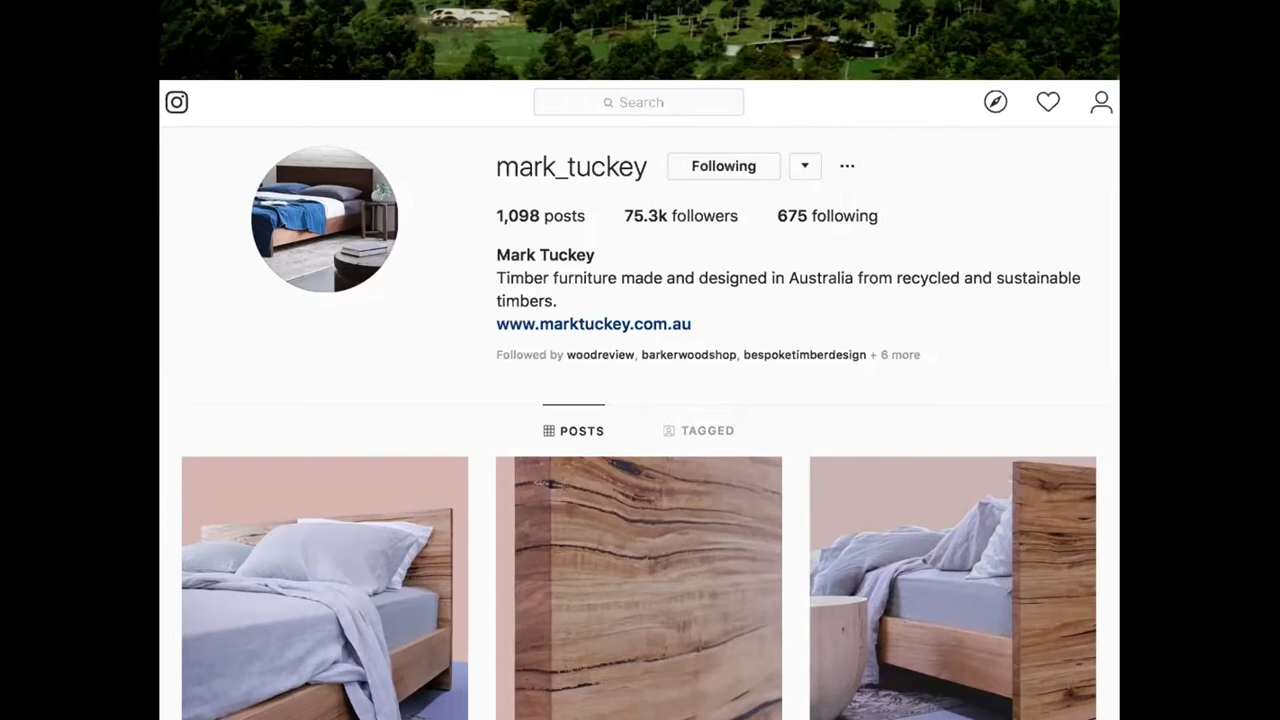 Search
mark_tuckey Following
1,098 posts 75.3k followers 675 following
Mark Tuckey
Timber furniture made and designed in Australia from recycled and sustainable
timbers.
www.marktuckey.com.au
Followed by woodreview, barkerwoodshop, bespoketimberdesign + 6 more
POSTS TAGGED